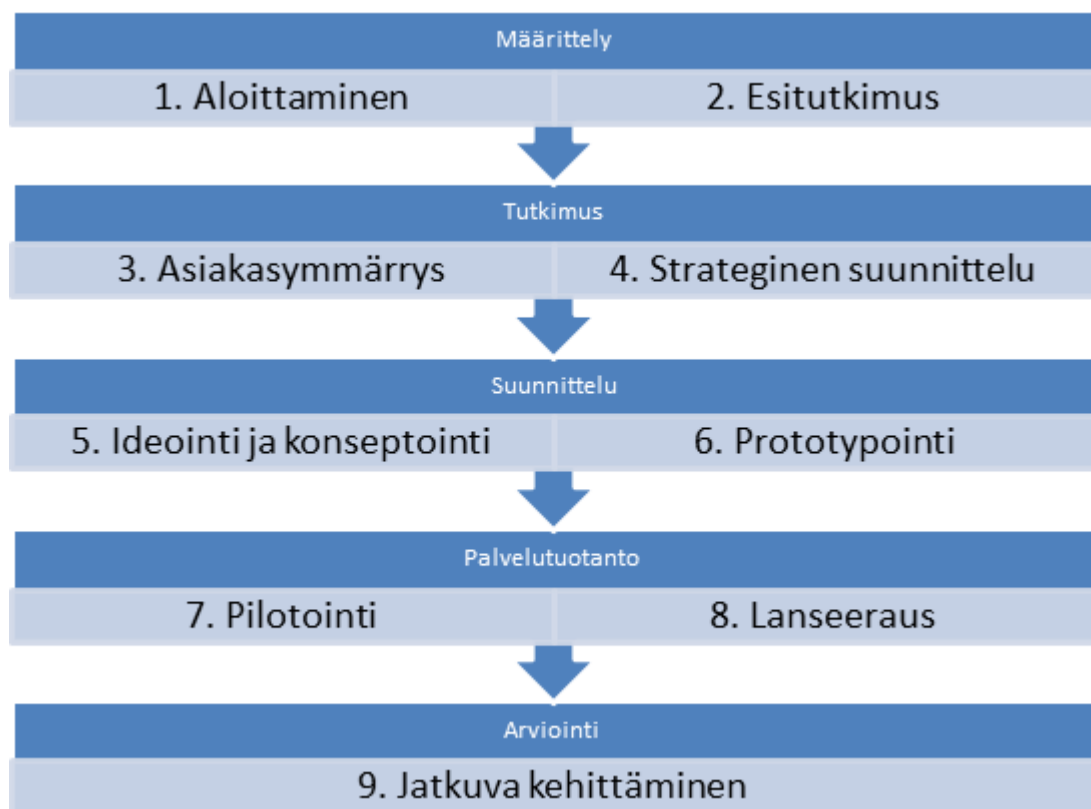 Määrittely
1. Aloittaminen
2. Esitutkimus
Tutkimus
3. Asiakasymmärrys
4. Strateginen suunnittelu
Suunnittelu
5. Ideointi ja konseptointi
6. Prototypointi
Palvelutuotanto
7. Pilotointi
8. Lanseeraus
Arviointi
9. Jatkuva kehittäminen